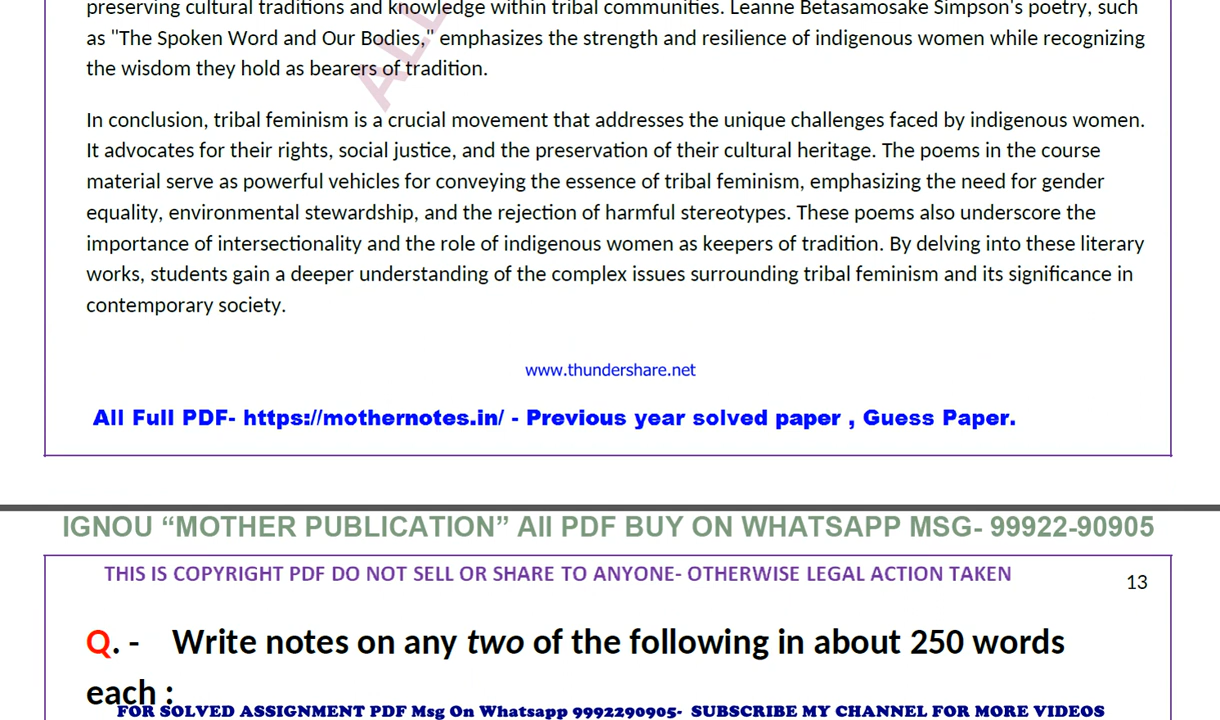 preserving cultural traditions and knowledge within tribal communities. Leanne Betasamosake Simpson's poetry, such
as "The Spoken Word and Our Bodies," emphasizes the strength and resilience of indigenous women while recognizing
the wisdom they hold as bearers of tradition.
ALL
In conclusion, tribal feminism is a crucial movement that addresses the unique challenges faced by indigenous women.
It advocates for their rights, social justice, and the preservation of their cultural heritage. The poems in the course
material serve as powerful vehicles for conveying the essence of tribal feminism, emphasizing the need for gender
equality, environmental stewardship, and the rejection of harmful stereotypes. These poems also underscore the
importance of intersectionality and the role of indigenous women as keepers of tradition. By delving into these literary
works, students gain a deeper understanding of the complex issues surrounding tribal feminism and its significance in
contemporary society.
www.thundershare.net
All Full PDF- https://mothernotes.in/ - Previous year solved paper , Guess Paper.
IGNOU “MOTHER PUBLICATION” All PDF BUY ON WHATSAPP MSG- 99922-90905
THIS IS COPYRIGHT PDF DO NOT SELL OR SHARE TO ANYONE- OTHERWISE LEGAL ACTION TAKEN
13
Q. - Write notes on any two of the following in about 250 words
each :
FOR SOLVED ASSIGNMENT PDF Msg On Whatsapp 9992290905- SUBSCRIBE MY CHANNEL FOR MORE VIDEOS